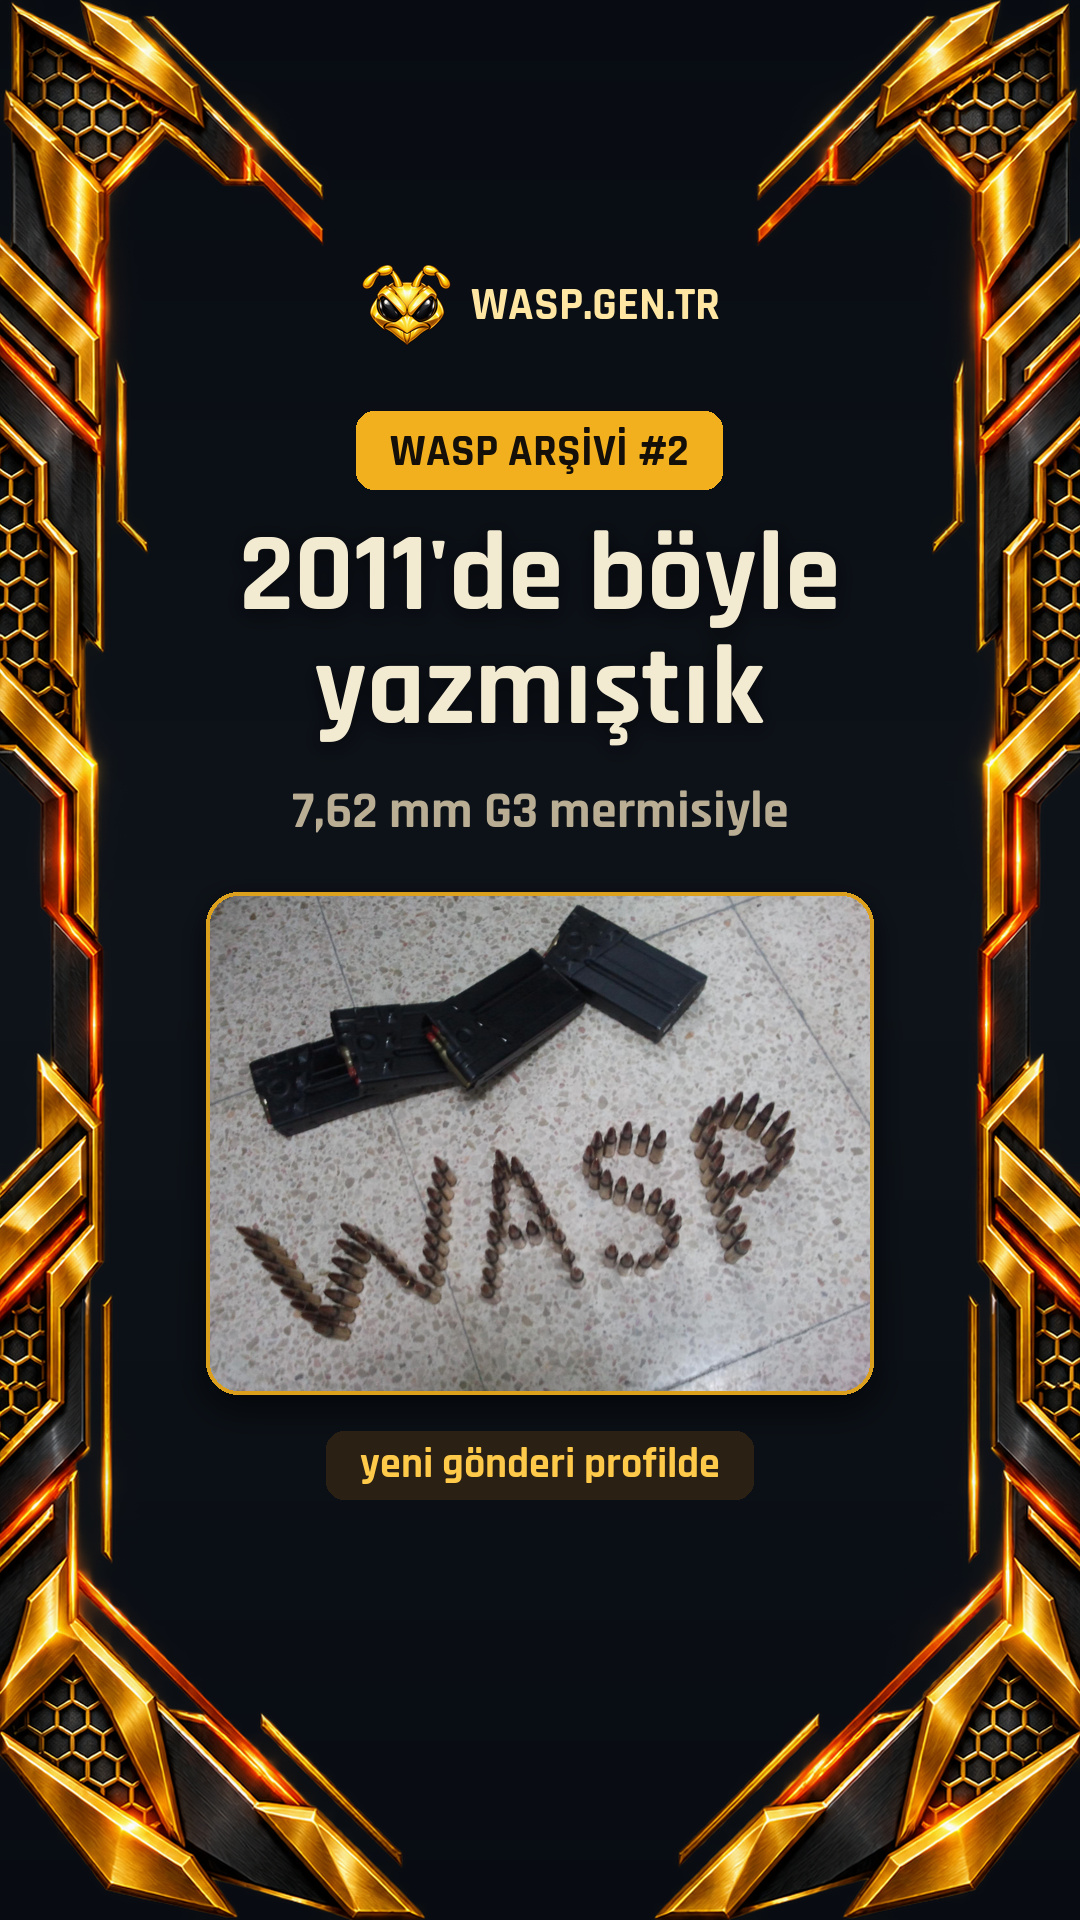 WASP.GEN.TR
WASP ARŞİVİ #2
2011'de böyle
yazmıştık
7,62 mm G3 mermisiyle
WASP
yeni gönderi profilde